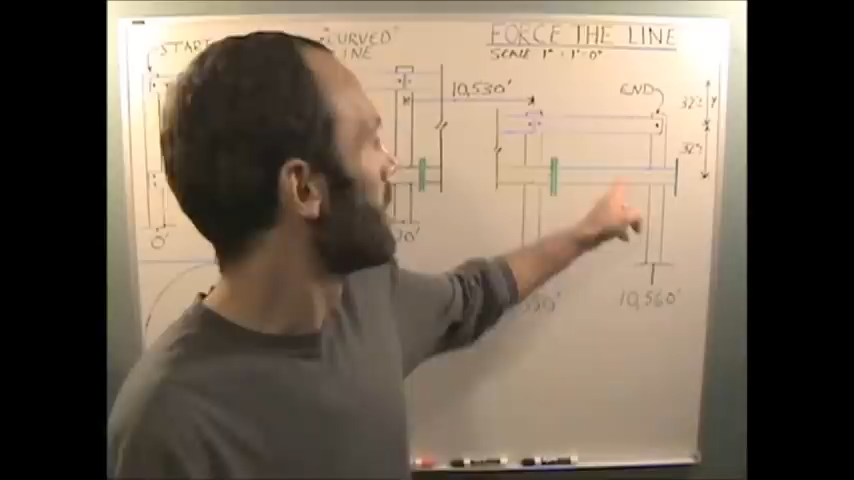 START
"CURVED"
LINE
FORCE THE LINE
SCALE 1" = 1'-0"
10,530'
END
32"
32"
0'
10,560'